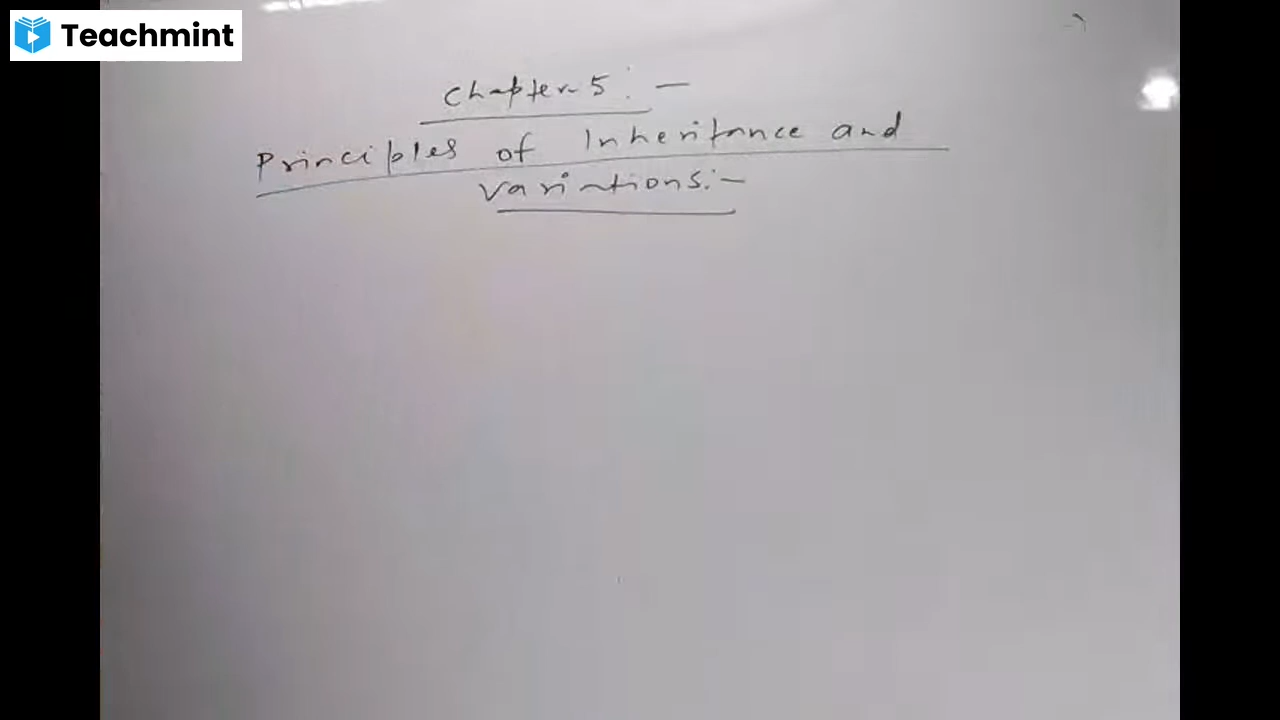 Teachmint
Chapter-5:-
Principles of Inheritance and
variations:-